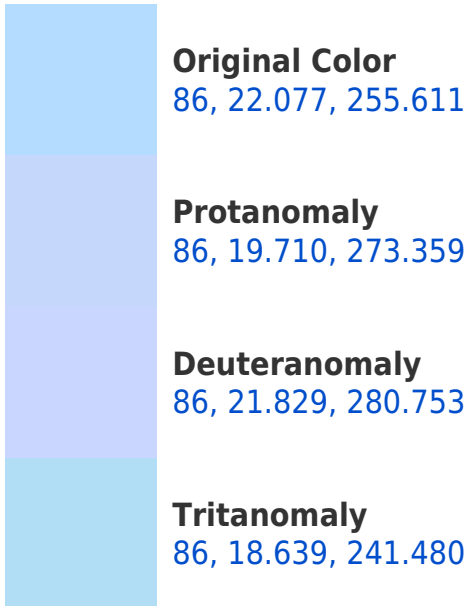 Original Color
86, 22.077, 255.611
Protanomaly
86, 19.710, 273.359
Deuteranomaly
86, 21.829, 280.753
Tritanomaly
86, 18.639, 241.480